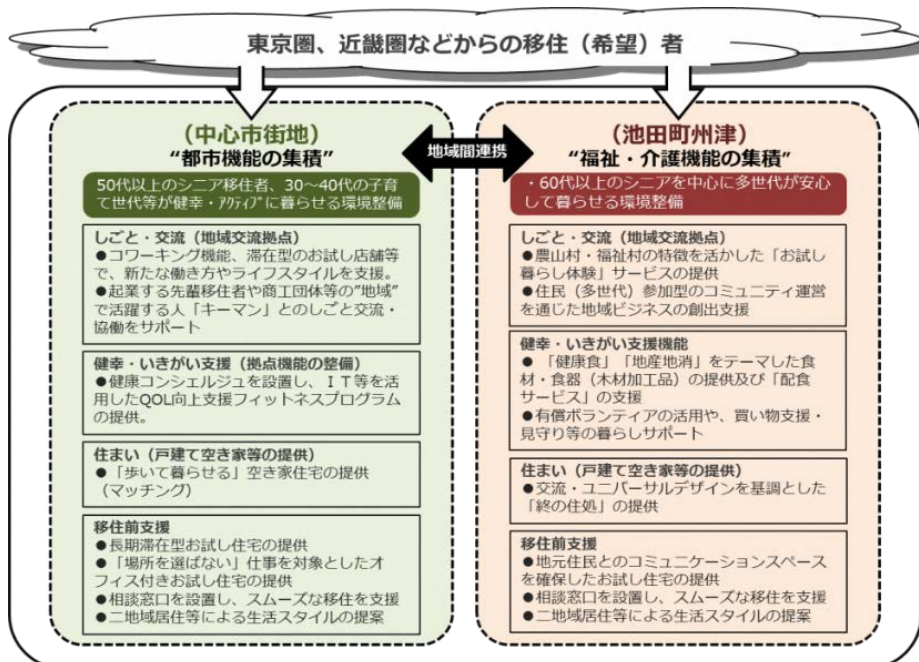 東京圏、近畿圏などからの移住（希望）者
（中心市街地）
“都市機能の集積”
50代以上のシニア移住者、30～40代の子育
て世代等が健幸・ｱｸﾃｨﾌﾞに暮らせる環境整備
しごと・交流（地域交流拠点）
●コワーキング機能、滞在型のお試し店舗等
で、新たな働き方やライフスタイルを支援。
●起業する先輩移住者や商工団体等の”地域”
で活躍する人「キーマン」とのしごと交流・
協働をサポート
健幸・いきがい支援（拠点機能の整備）
●健康コンシェルジュを設置し、ＩＴ等を活
用したQOL向上支援フィットネスプログラム
の提供。
住まい（戸建て空き家等の提供）
●「歩いて暮らせる」空き家住宅の提供
（マッチング）
移住前支援
●長期滞在型お試し住宅の提供
●「場所を選ばない」仕事を対象としたオ
フィス付きお試し住宅の提供
●相談窓口を設置し、スムーズな移住を支援
●二地域居住等による生活スタイルの提案
地域間連携
（池田町州津）
“福祉・介護機能の集積”
・60代以上のシニアを中心に多世代が安心
して暮らせる環境整備
しごと・交流（地域交流拠点）
●農山村・福祉村の特徴を活かした「お試し
暮らし体験」サービスの提供
●住民（多世代）参加型のコミュニティ運営
を通じた地域ビジネスの創出支援
健幸・いきがい支援機能
●「健康食」「地産地消」をテーマした食
材・食器（木材加工品）の提供及び「配食
サービス」の支援
●有償ボランティアの活用や、買い物支援・
見守り等の暮らしサポート
住まい（戸建て空き家等の提供）
●交流・ユニバーサルデザインを基調とした
「終の住処」の提供
移住前支援
●地元住民とのコミュニケーションスペース
を確保したお試し住宅の提供
●相談窓口を設置し、スムーズな移住を支援
●二地域居住等による生活スタイルの提案